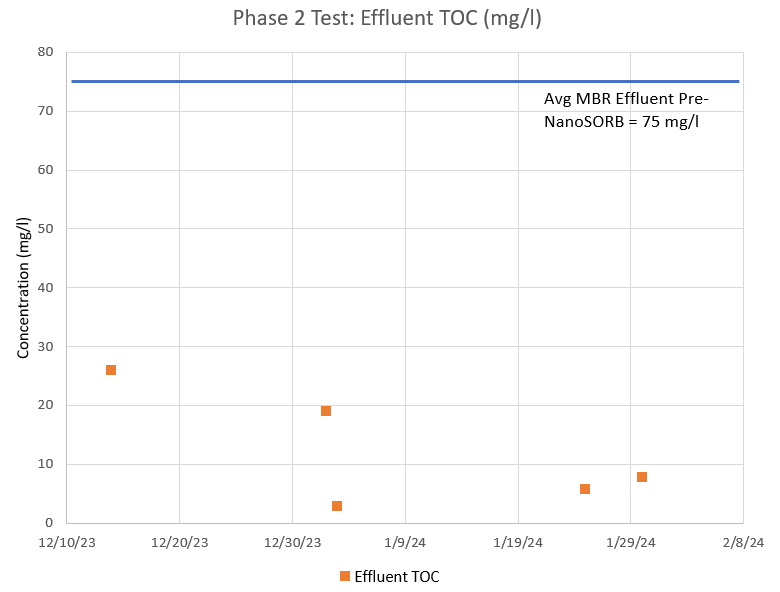 Phase 2 Test: Effluent TOC (mg/l)
80
Avg MBR Effluent Pre-
NanoSORB = 75 mg/l
70
60
50
Concentration (mg/l)
40
30
20
10
0
12/10/23 12/20/23 12/30/23 1/9/24 1/19/24 1/29/24 2/8/24
Effluent TOC